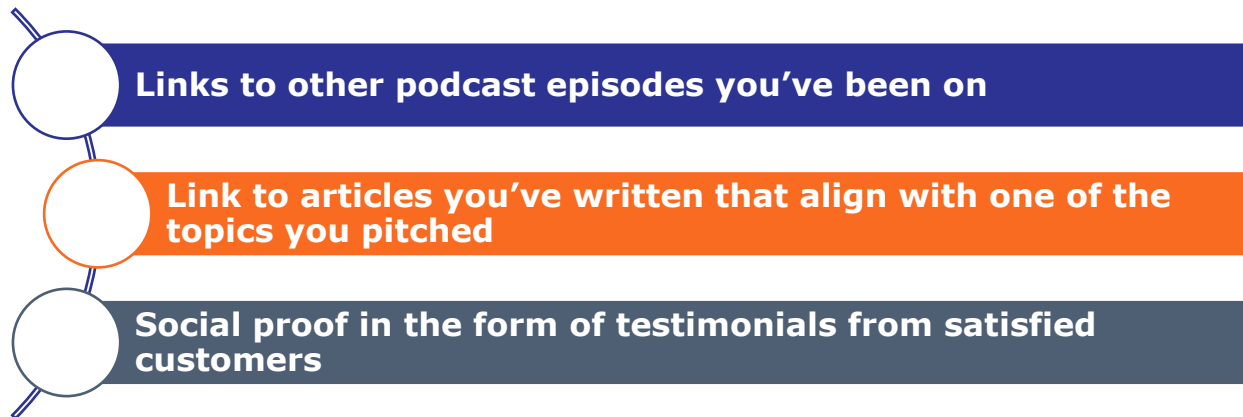 Links to other podcast episodes you’ve been on
Link to articles you’ve written that align with one of the
topics you pitched
Social proof in the form of testimonials from satisfied
customers